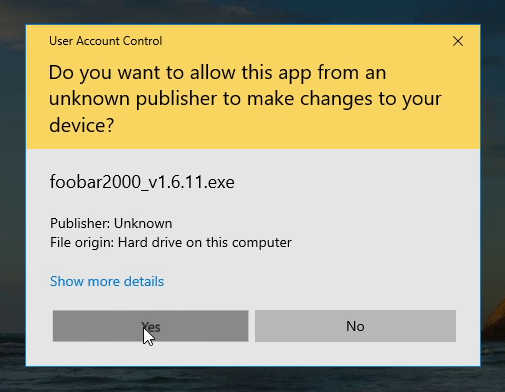 User Account Control
Do you want to allow this app from an
unknown publisher to make changes to your
device?
foobar2000_v1.6.11.exe
Publisher: Unknown
File origin: Hard drive on this computer
Show more details
Yes
No